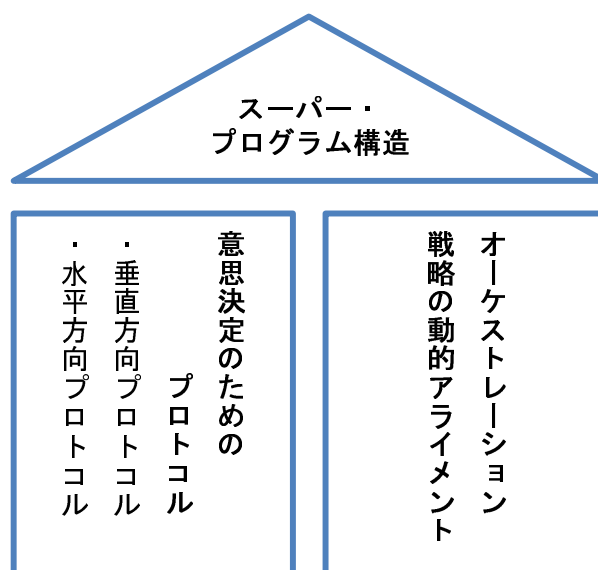 スーパー・
プログラム構造
意思決定のための
プロトコル
・垂直方向プロトコル
・水平方向プロトコル
オーケストレーション
戦略の動的アライメント